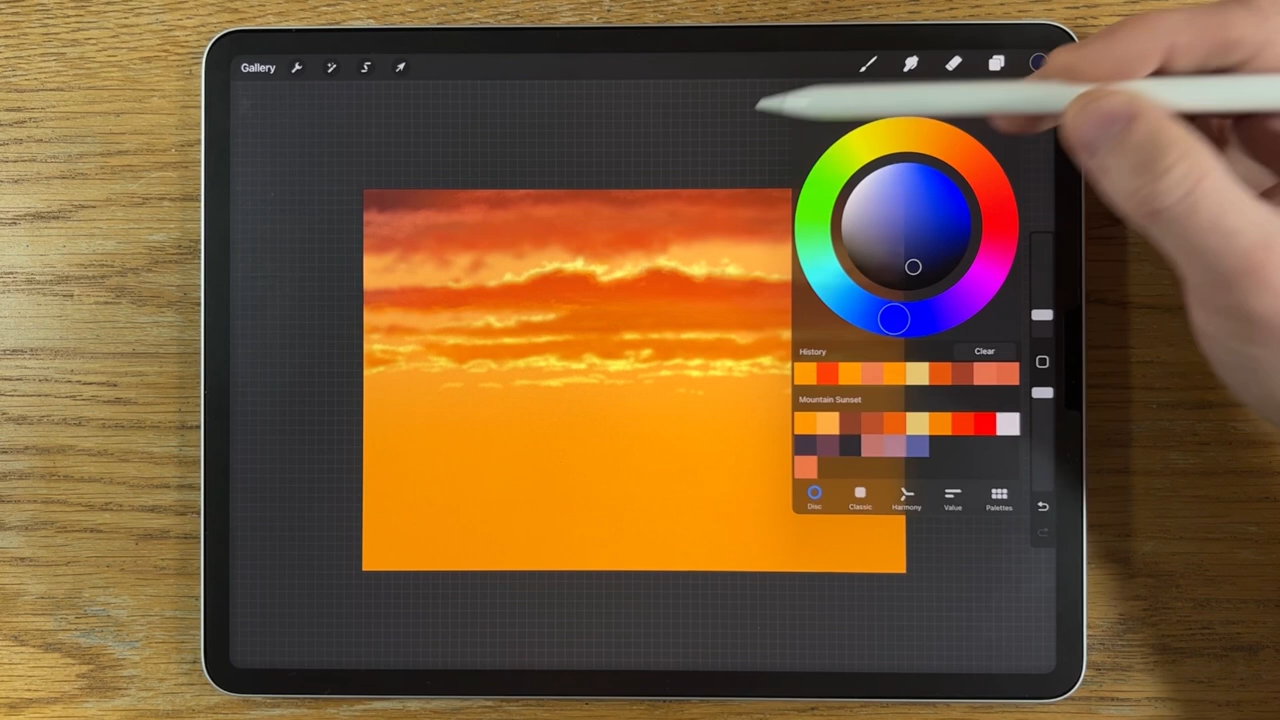 Gallery
History Clear
Mountain Sunset
Disc Classic Harmony Value Palettes